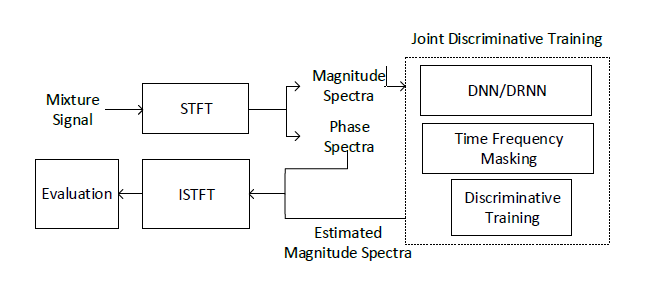 Joint Discriminative Training
Mixture
Signal
STFT
Magnitude
Spectra
Phase
Spectra
DNN/DRNN
Time Frequency
Masking
Discriminative
Training
Evaluation
ISTFT
Estimated
Magnitude Spectra